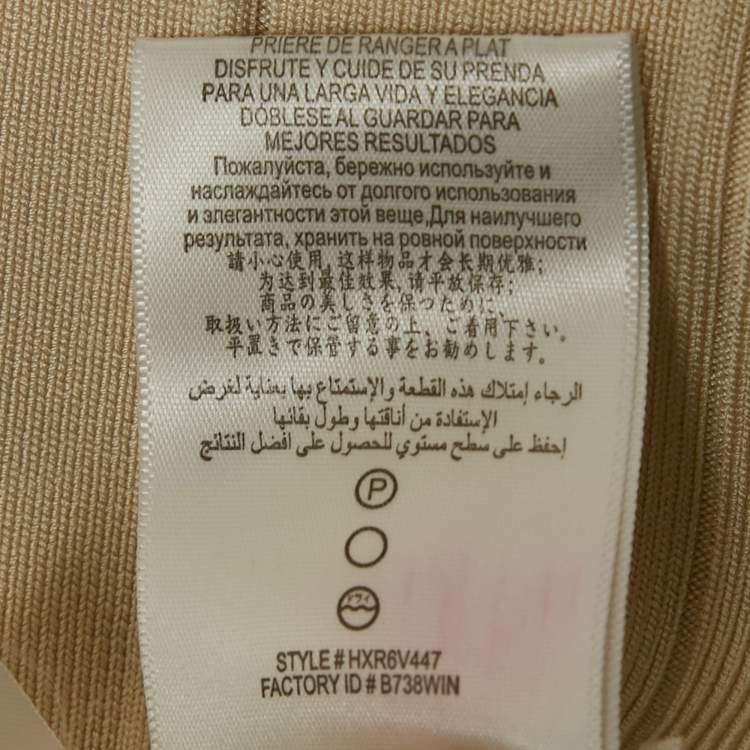 PRIERE DE RANGER A PLAT
DISFRUTE Y CUIDE DE SU PRENDA
PARA UNA LARGA VIDA Y ELEGANCIA
DÓBLESE AL GUARDAR PARA
MEJORES RESULTADOS
Пожалуйста, бережно используйте и
наслаждайтесь от долгого использования
и элегантности этой веще,Для наилучшего
результата, хранить на ровной поверхности
請小心使用,这样物品才会长期优雅;
为达到最佳效果,请平放保存;
商品の美しさを保つために、
取扱い方法にご留意の上、ご着用下さい。
平置きで保管する事をお勧めします。
الرجاء إمتلاك هذه القطعة والإستمتاع بها بعناية لغرض
الإستفادة من أناقتها وطول بقائها
إحفظ على سطح مستوي للحصول على افضل النتائج
P
ドライ
STYLE # HXR6V447
FACTORY ID # B738WIN